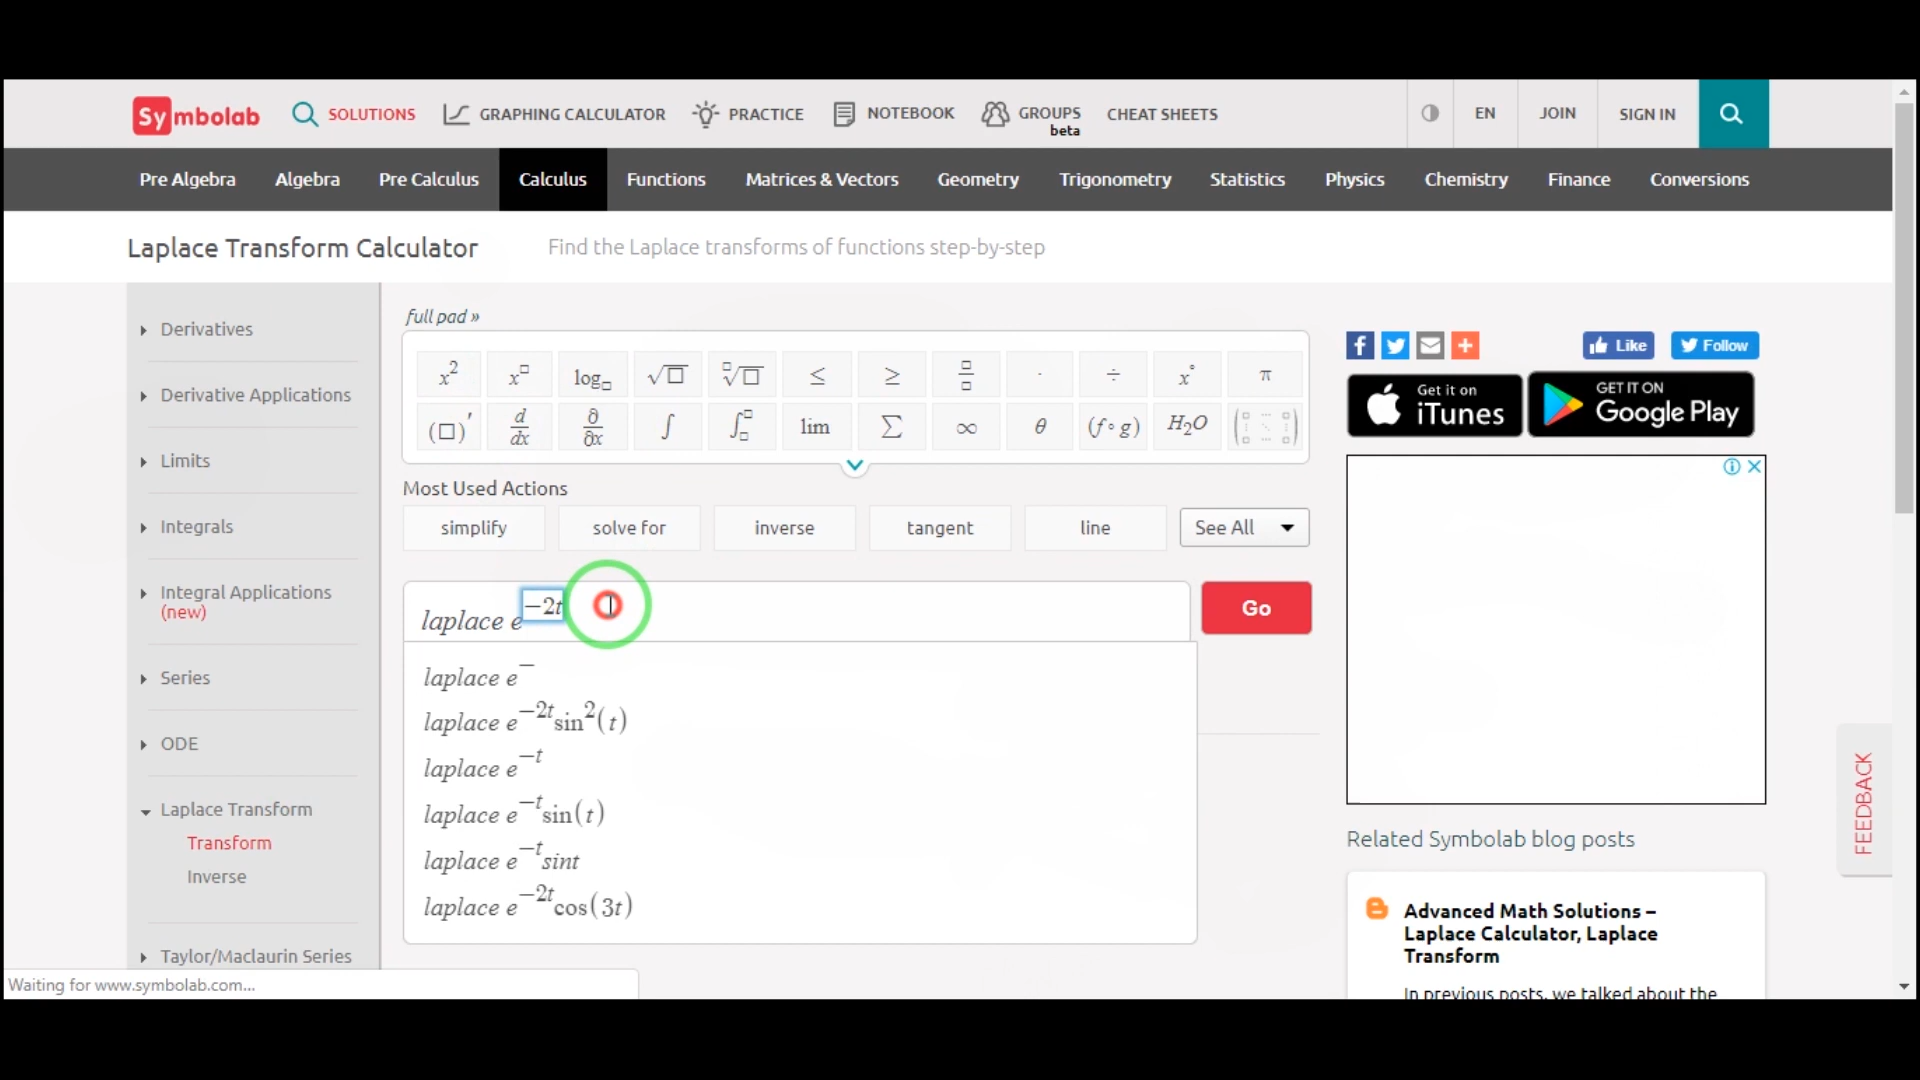 Symbolab SOLUTIONS GRAPHING CALCULATOR PRACTICE NOTEBOOK GROUPS beta CHEAT SHEETS EN JOIN SIGN IN
Pre Algebra Algebra Pre Calculus Calculus Functions Matrices & Vectors Geometry Trigonometry Statistics Physics Chemistry Finance Conversions
Laplace Transform Calculator Find the Laplace transforms of functions step-by-step
Derivatives
Derivative Applications
Limits
Integrals
Integral Applications
(new)
Series
ODE
Laplace Transform
Transform
Inverse
Taylor/Maclaurin Series
full pad »
x² x^□ log_□ √□ ^□√□ ≤ ≥ □/□ · ÷ x° π
(□)′ d/dx ∂/∂x ∫ ∫_□^□ lim ∑ ∞ θ (f∘g) H₂O
Most Used Actions
simplify solve for inverse tangent line See All
laplace e^−2t Go
laplace e^−
laplace e^−2t sin²(t)
laplace e^−t
laplace e^−t sin(t)
laplace e^−t sint
laplace e^−2t cos(3t)
Like Follow
Get it on iTunes
GET IT ON Google Play
Related Symbolab blog posts
Advanced Math Solutions –
Laplace Calculator, Laplace
Transform
In previous posts, we talked about the
FEEDBACK
Waiting for www.symbolab.com...